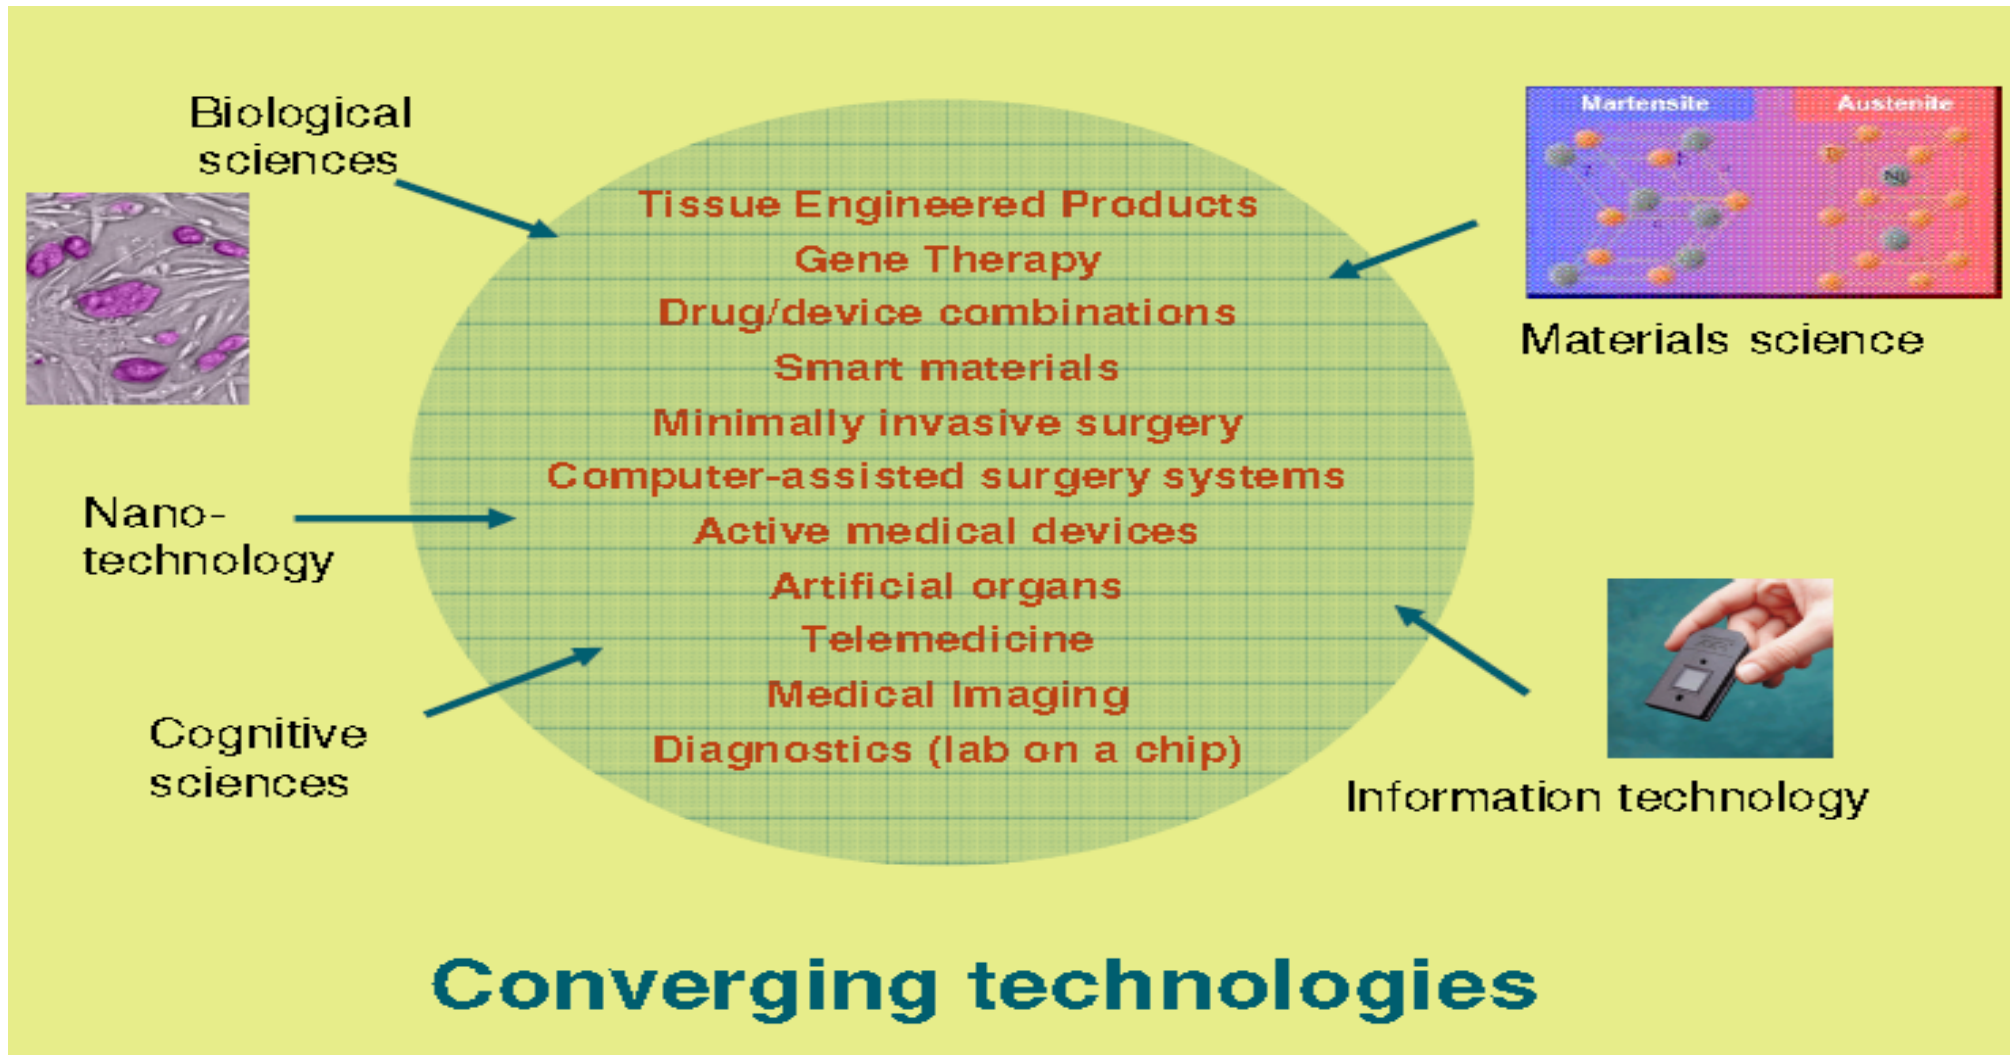 Biological
sciences
Martensite
Austenite
Ni
Tissue Engineered Products
Gene Therapy
Drug/device combinations
Smart materials
Minimally invasive surgery
Computer-assisted surgery systems
Active medical devices
Artificial organs
Telemedicine
Medical Imaging
Diagnostics (lab on a chip)
Materials science
Nano-
technology
Cognitive
sciences
Information technology
Converging technologies